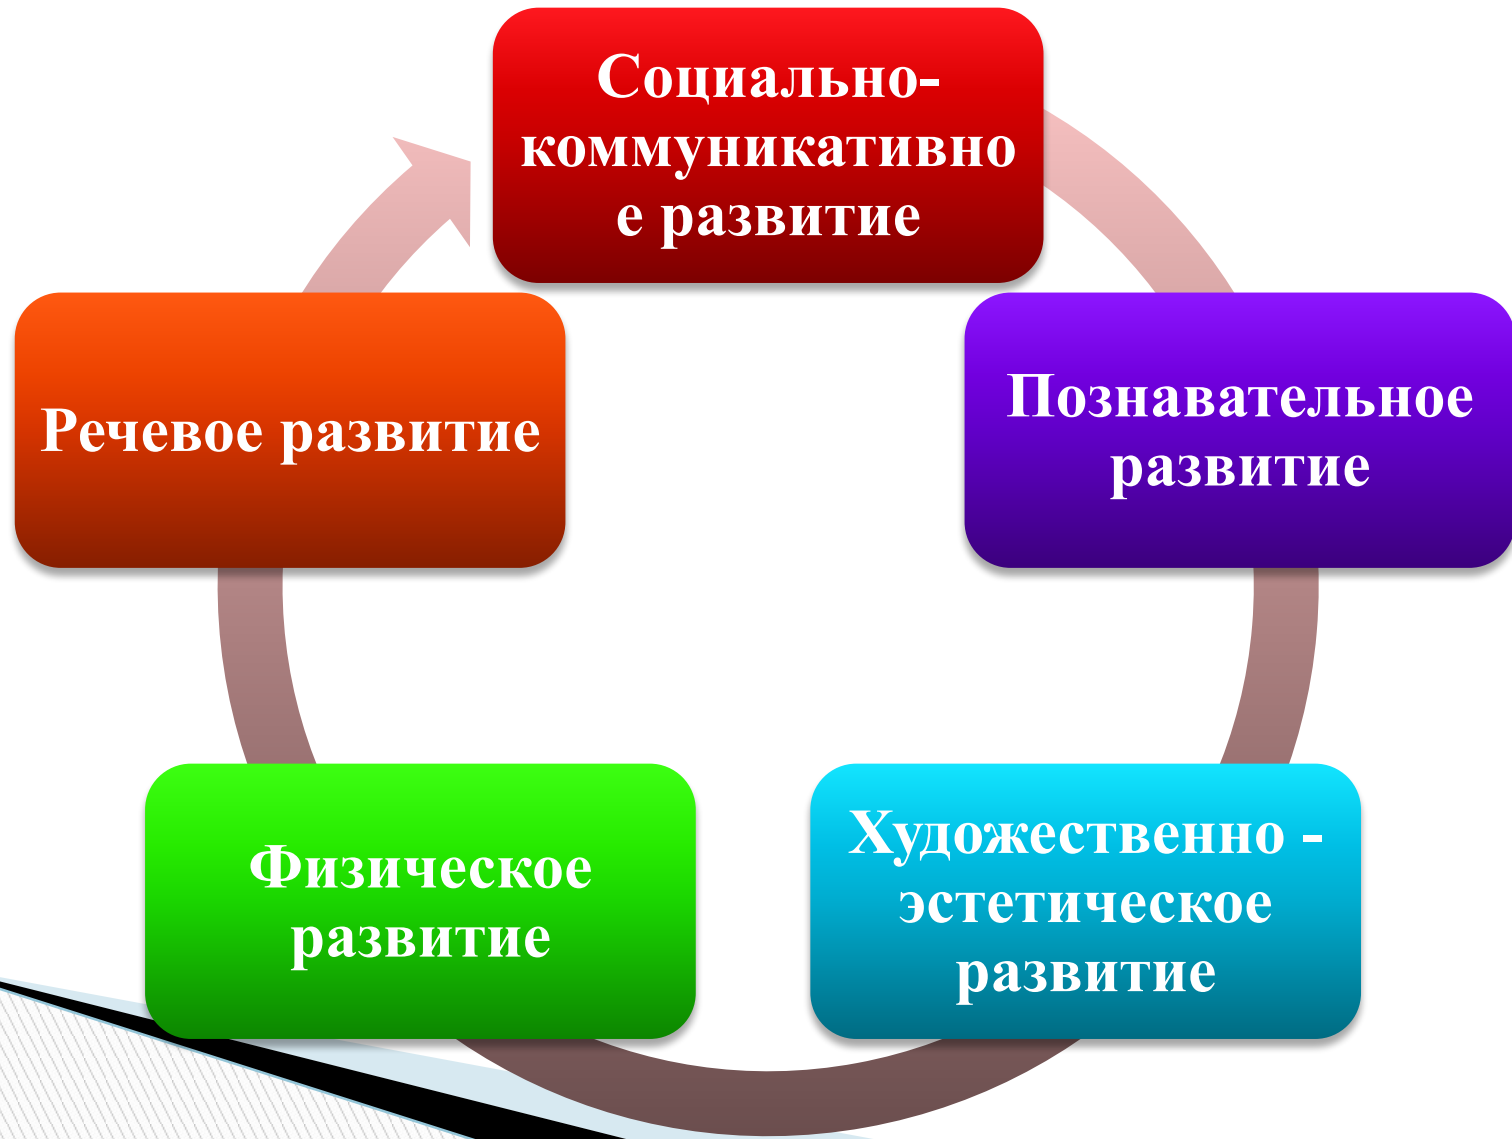 Социально-
коммуникативно
е развитие
Познавательное
развитие
Художественно -
эстетическое
развитие
Физическое
развитие
Речевое развитие